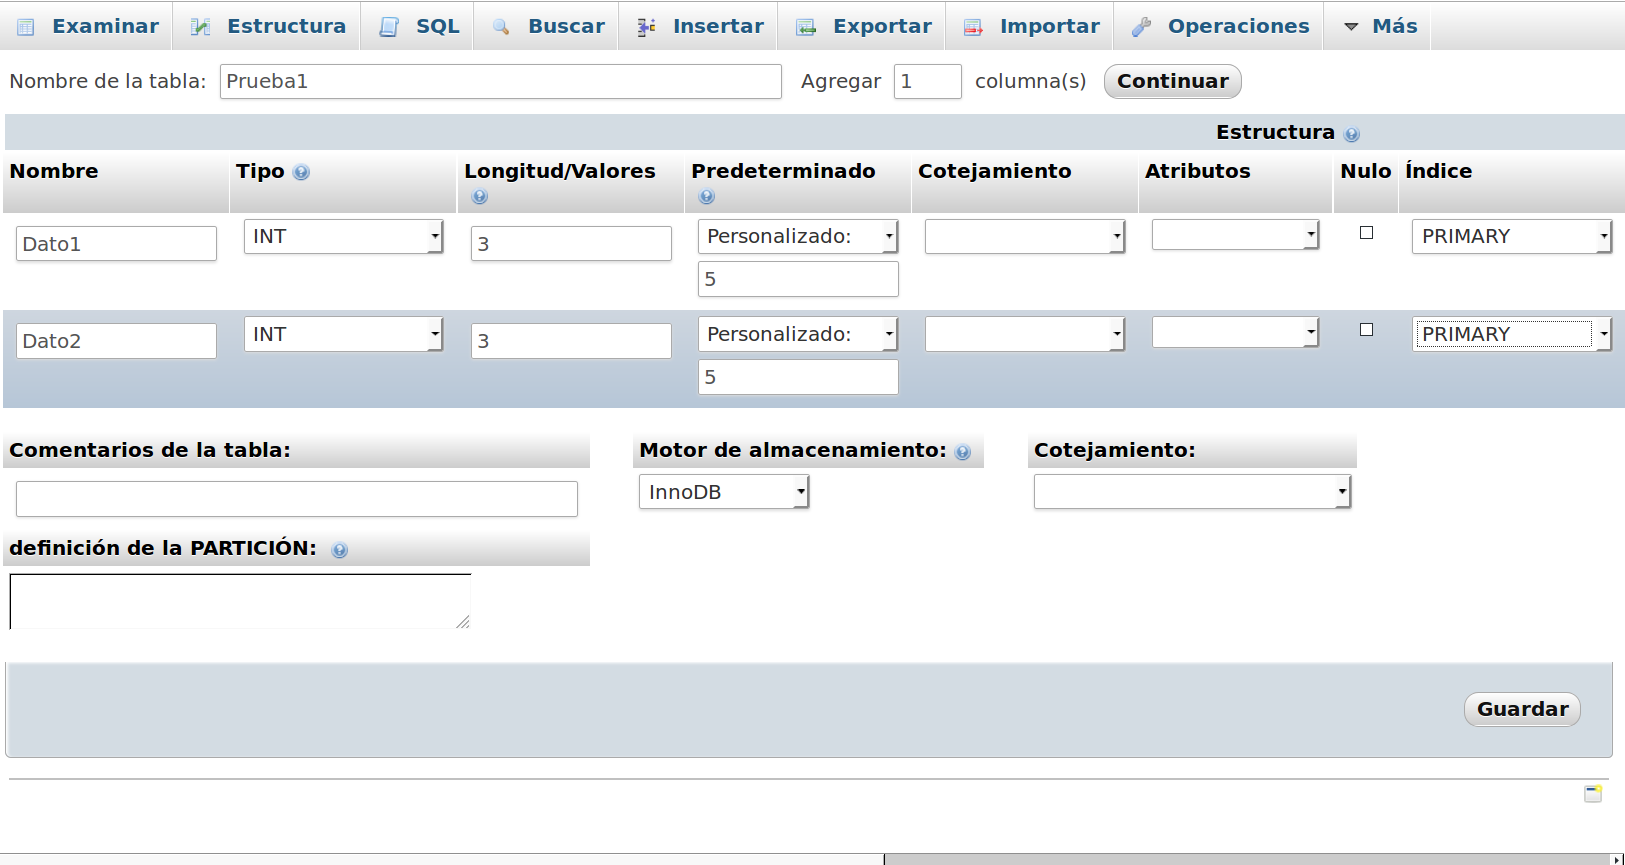 Examinar Estructura SQL Buscar Insertar Exportar Importar Operaciones Más
Nombre de la tabla: Prueba1 Agregar 1 columna(s) Continuar
Estructura
Nombre Tipo Longitud/Valores Predeterminado Cotejamiento Atributos Nulo Índice
Dato1 INT 3 Personalizado: PRIMARY
5
Dato2 INT 3 Personalizado: PRIMARY
5
Comentarios de la tabla: Motor de almacenamiento: Cotejamiento:
InnoDB
definición de la PARTICIÓN:
Guardar